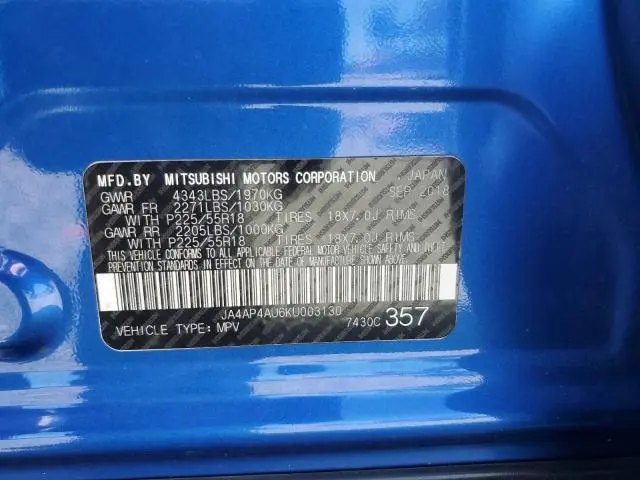 MFD.BY MITSUBISHI MOTORS CORPORATION JAPAN
GVWR 4343LBS/1970KG SEP 2018
GAWR FR 2271LBS/1030KG
WITH P225/55R18 TIRES 18X7.0J RIMS
GAWR RR 2205LBS/1000KG
WITH P225/55R18 TIRES 18X7.0J RIMS
THIS VEHICLE CONFORMS TO ALL APPLICABLE FEDERAL MOTOR VEHICLE SAFETY AND THEFT
PREVENTION STANDARDS IN EFFECT ON THE DATE OF MANUFACTURE SHOWN ABOVE.
JA4AP4AU6KU003130
VEHICLE TYPE: MPV 7430C 357